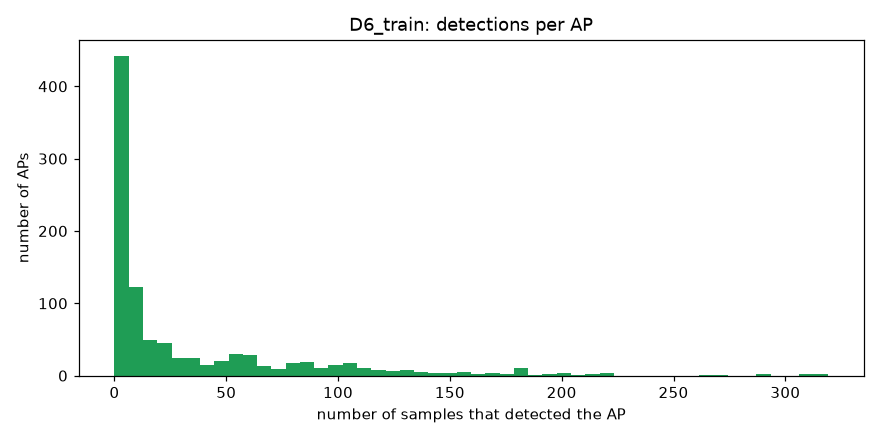 D6_train: detections per AP
number of APs
400
300
200
100
0
0 50 100 150 200 250 300
number of samples that detected the AP